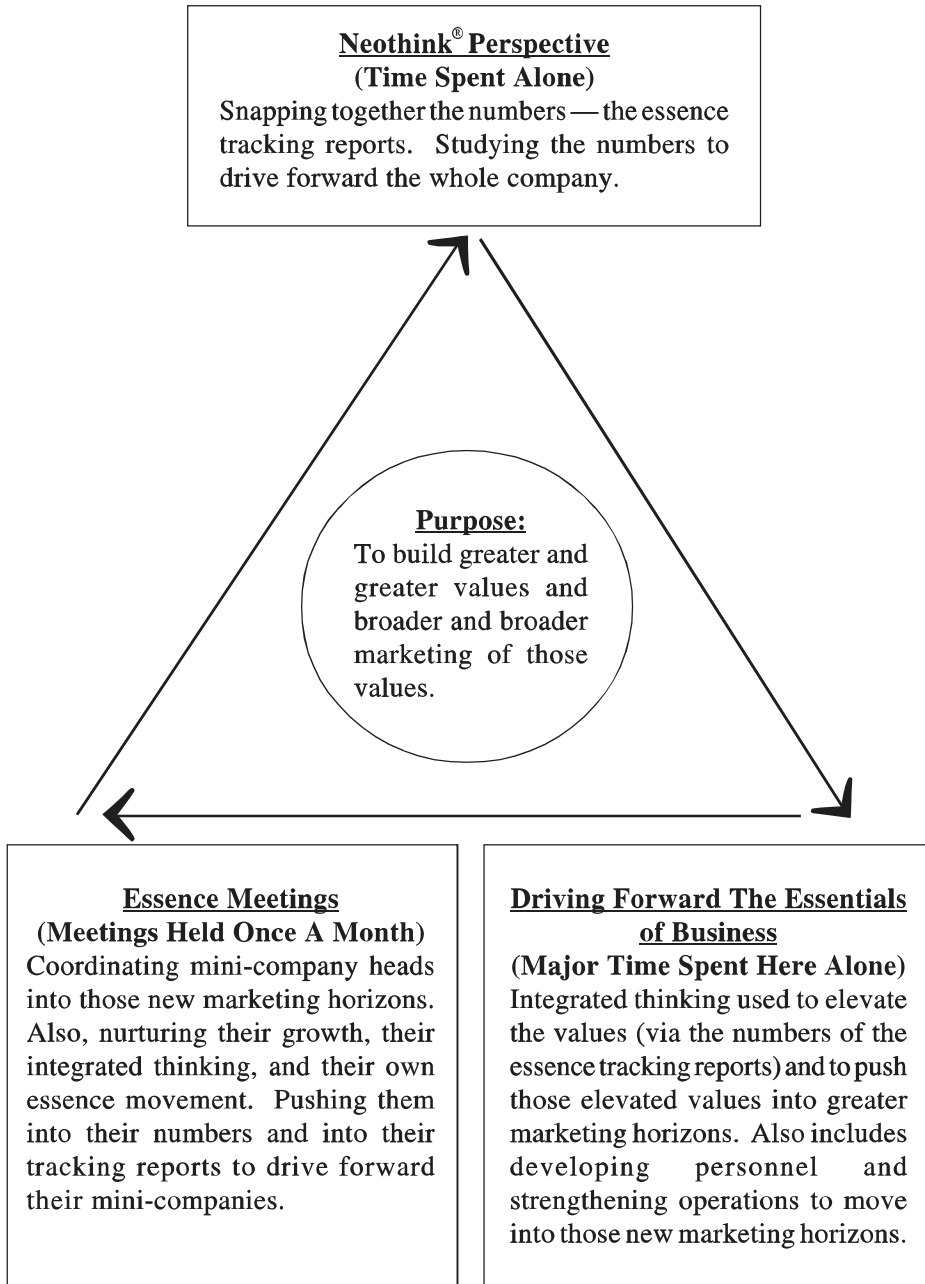 Neothink® Perspective
(Time Spent Alone)
Snapping together the numbers — the essence
tracking reports. Studying the numbers to
drive forward the whole company.
Purpose:
To build greater and
greater values and
broader and broader
marketing of those
values.
Essence Meetings
(Meetings Held Once A Month)
Coordinating mini-company heads
into those new marketing horizons.
Also, nurturing their growth, their
integrated thinking, and their own
essence movement. Pushing them
into their numbers and into their
tracking reports to drive forward
their mini-companies.
Driving Forward The Essentials
of Business
(Major Time Spent Here Alone)
Integrated thinking used to elevate
the values (via the numbers of the
essence tracking reports) and to push
those elevated values into greater
marketing horizons. Also includes
developing personnel and
strengthening operations to move
into those new marketing horizons.